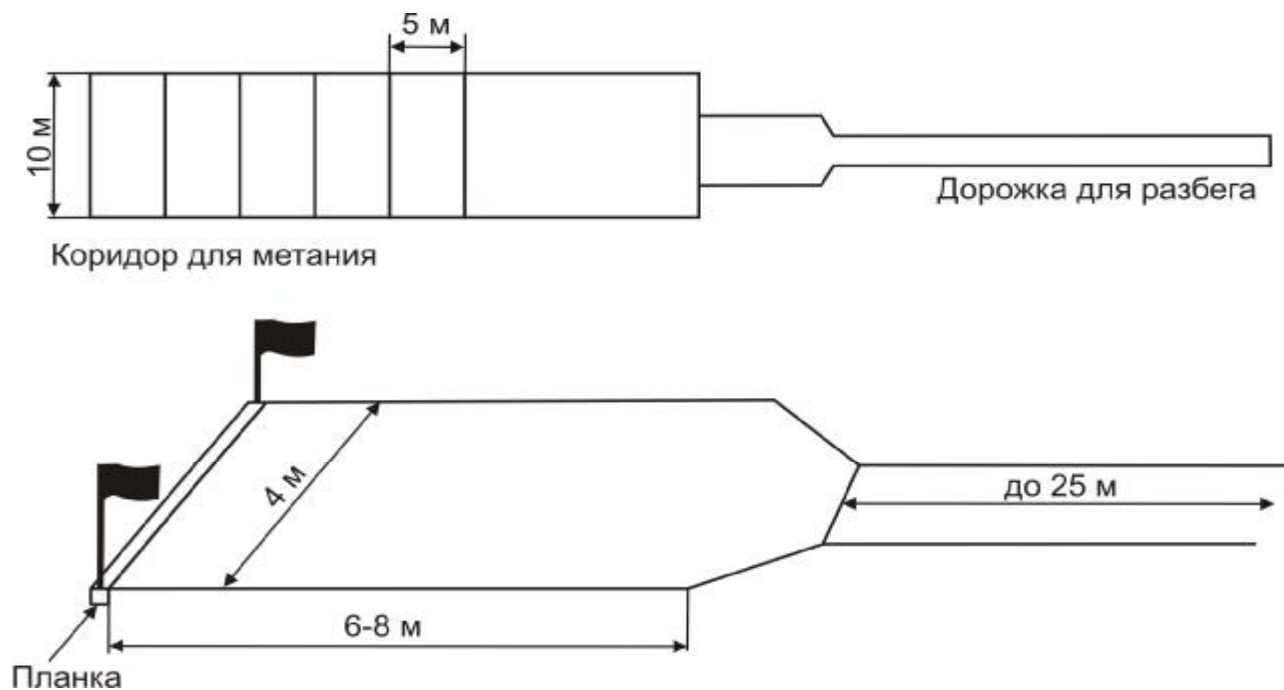 5 м
10 м
Дорожка для разбега
Коридор для метания
4 м
до 25 м
6-8 м
Планка